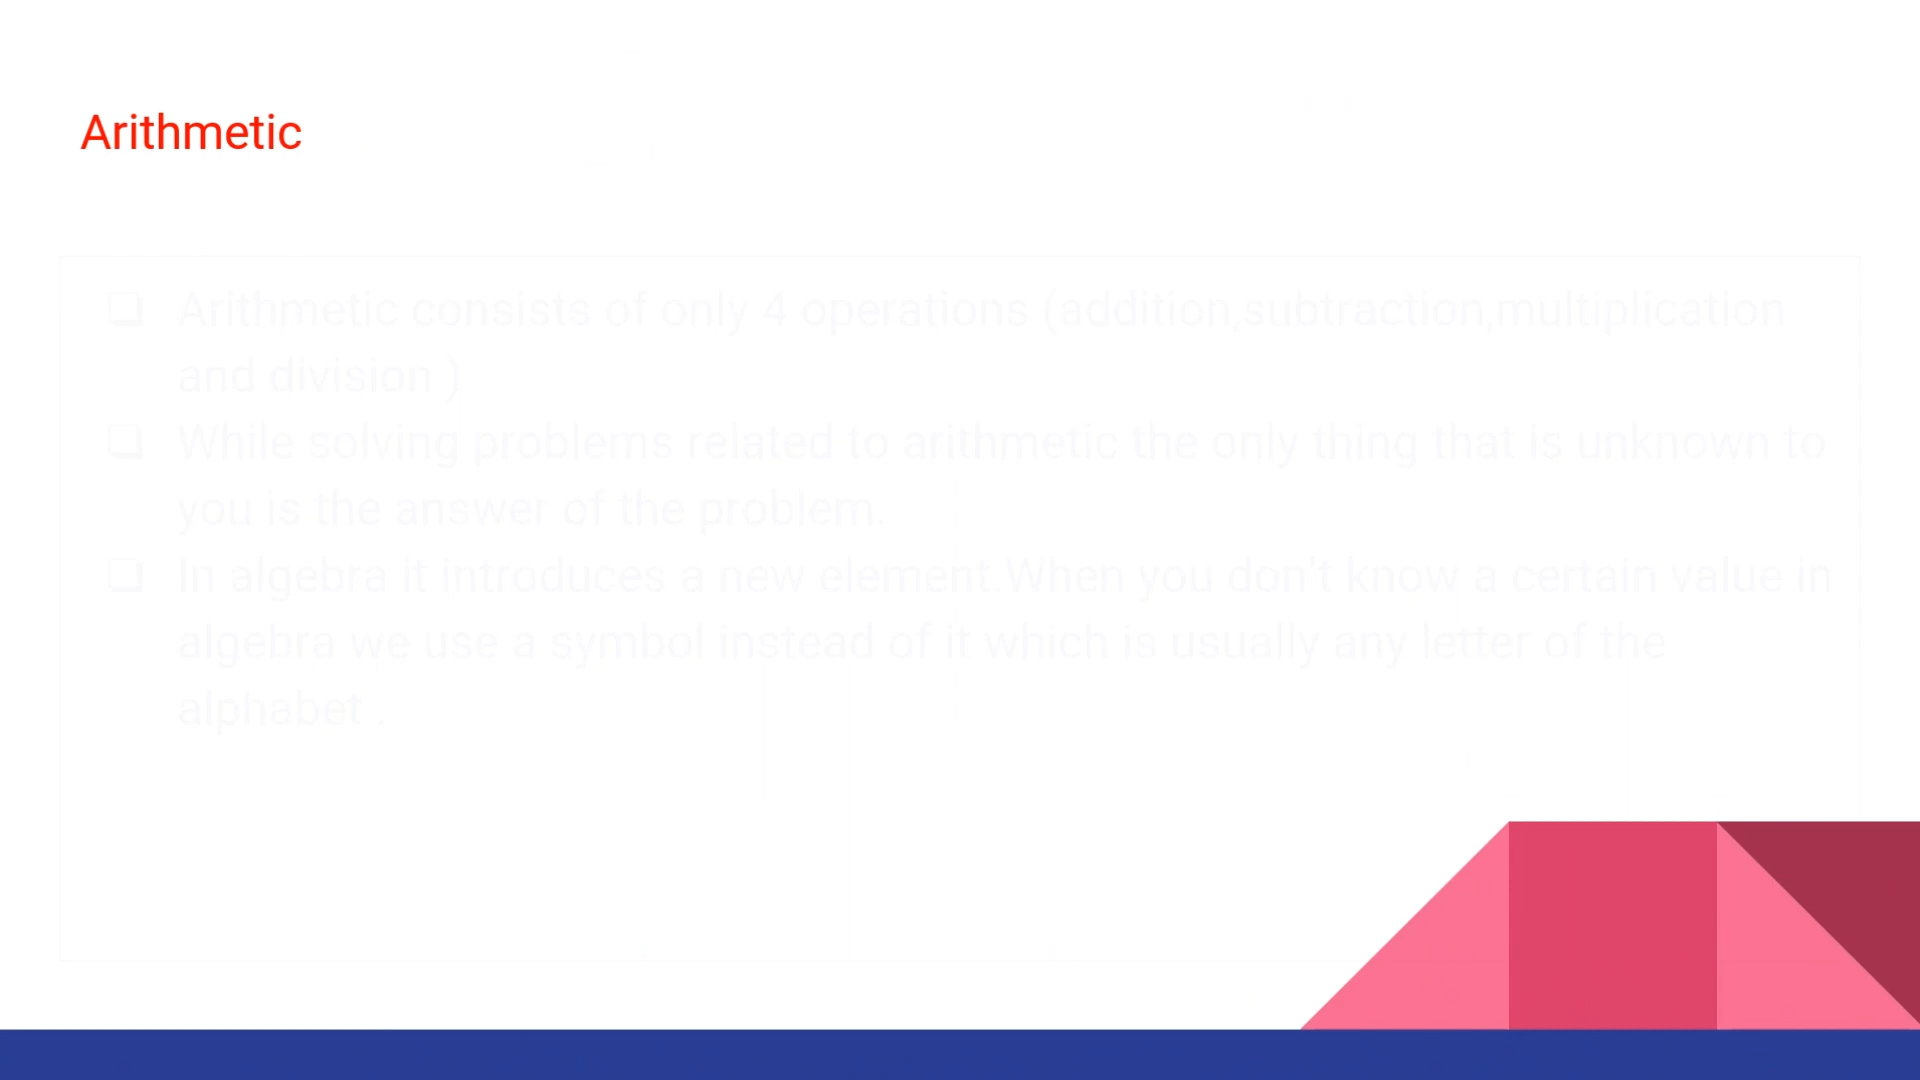 Arithmetic
❏ Arithmetic consists of only 4 operations (addition,subtraction,multiplication
and division )
❏ While solving problems related to arithmetic the only thing that is unknown to
you is the answer of the problem.
❏ In algebra it introduces a new element.When you don't know a certain value in
algebra we use a symbol instead of it which is usually any letter of the
alphabet .